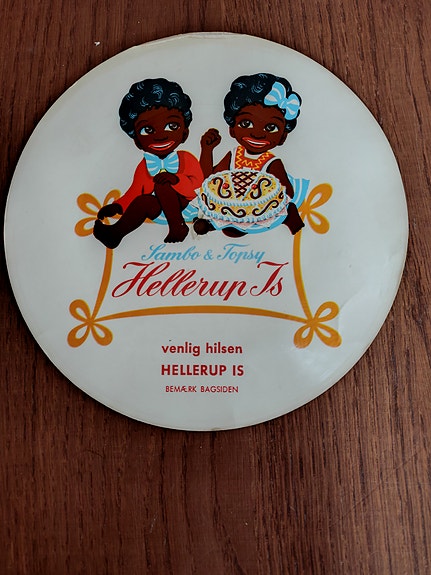 Sambo & Topsy
Hellerup Is
venlig hilsen
HELLERUP IS
BEMÆRK BAGSIDEN